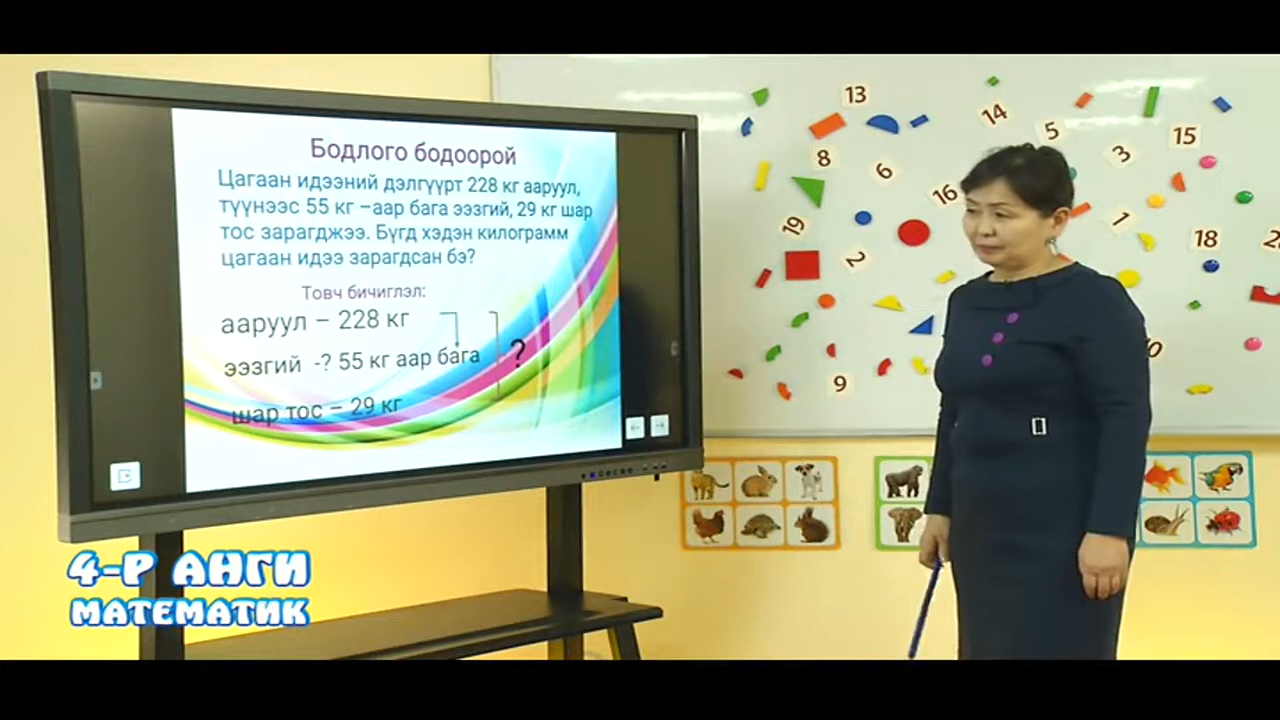 Бодлого бодоорой
Цагаан идээний дэлгүүрт 228 кг ааруул,
түүнээс 55 кг –аар бага ээзгий, 29 кг шар
тос зарагджээ. Бүгд хэдэн килограмм
цагаан идээ зарагдсан бэ?
Товч бичиглэл:
ааруул – 228 кг
ээзгий -? 55 кг аар бага
?
шар тос – 29 кг
13
14
5
15
8
6
3
16
19
1
2
18
10
9
4-Р АНГИ
МАТЕМАТИК